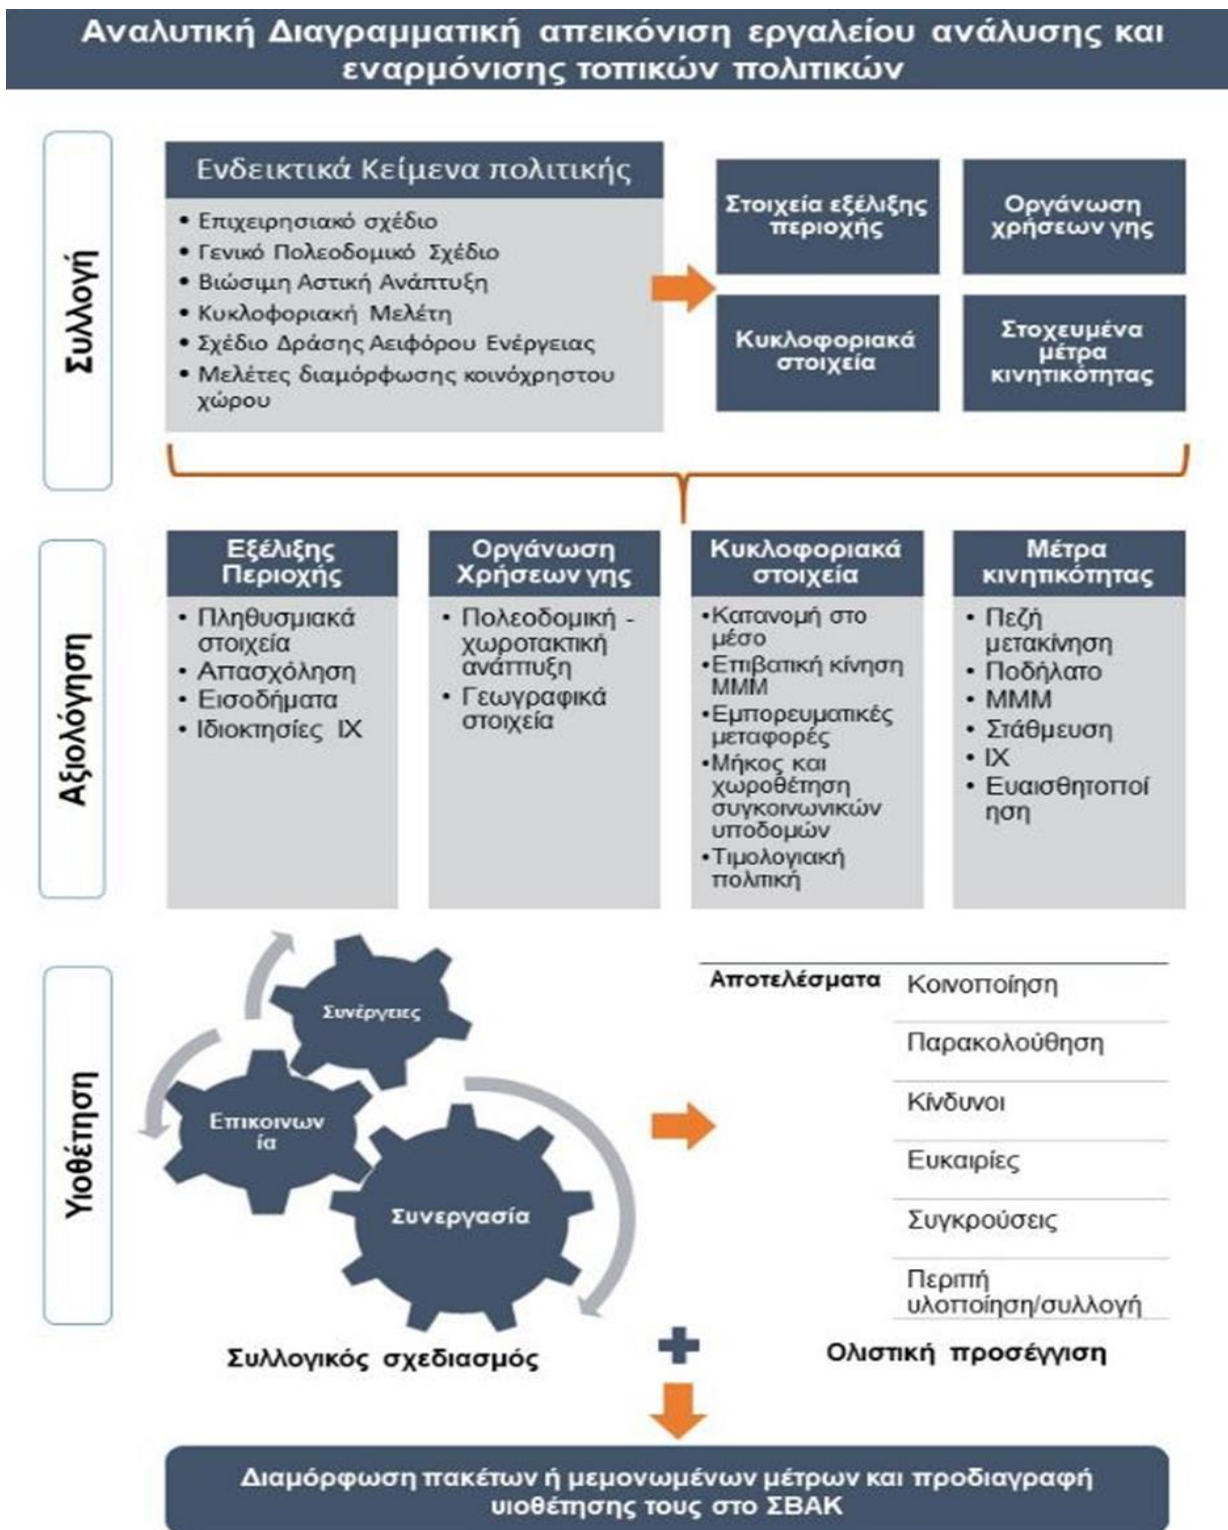 Αναλυτική Διαγραμματική απεικόνιση εργαλείου ανάλυσης και
εναρμόνισης τοπικών πολιτικών
Συλλογή
Ενδεικτικά Κείμενα πολιτικής
• Επιχειρησιακό σχέδιο
• Γενικό Πολεοδομικό Σχέδιο
• Βιώσιμη Αστική Ανάπτυξη
• Κυκλοφοριακή Μελέτη
• Σχέδιο Δράσης Αειφόρου Ενέργειας
• Μελέτες διαμόρφωσης κοινόχρηστου
χώρου
Στοιχεία εξέλιξης
περιοχής
Οργάνωση
χρήσεων γης
Κυκλοφοριακά
στοιχεία
Στοχευμένα
μέτρα
κινητικότητας
Αξιολόγηση
Εξέλιξης
Περιοχής
• Πληθυσμιακά
στοιχεία
• Απασχόληση
• Εισοδήματα
• Ιδιοκτησίες ΙΧ
Οργάνωση
Χρήσεων γης
• Πολεοδομική -
χωροτακτική
ανάπτυξη
• Γεωγραφικά
στοιχεία
Κυκλοφοριακά
στοιχεία
•Κατανομή στο
μέσο
•Επιβατική κίνηση
ΜΜΜ
•Εμπορευματικές
μεταφορές
•Μήκος και
χωροθέτηση
συγκοινωνικών
υποδομών
•Τιμολογιακή
πολιτική
Μέτρα
κινητικότητας
• Πεζή
μετακίνηση
• Ποδήλατο
• ΜΜΜ
• Στάθμευση
• ΙΧ
• Ευαισθητοποί
ηση
Υιοθέτηση
Συνέργειες
Επικοινων
ία
Συνεργασία
Συλλογικός σχεδιασμός
Αποτελέσματα
Κοινοποίηση
Παρακολούθηση
Κίνδυνοι
Ευκαιρίες
Συγκρούσεις
Περιπή
υλοποίηση/συλλογή
Ολιστική προσέγγιση
Διαμόρφωση πακέτων ή μεμονωμένων μέτρων και προδιαγραφή
υιοθέτησης τους στο ΣΒΑΚ